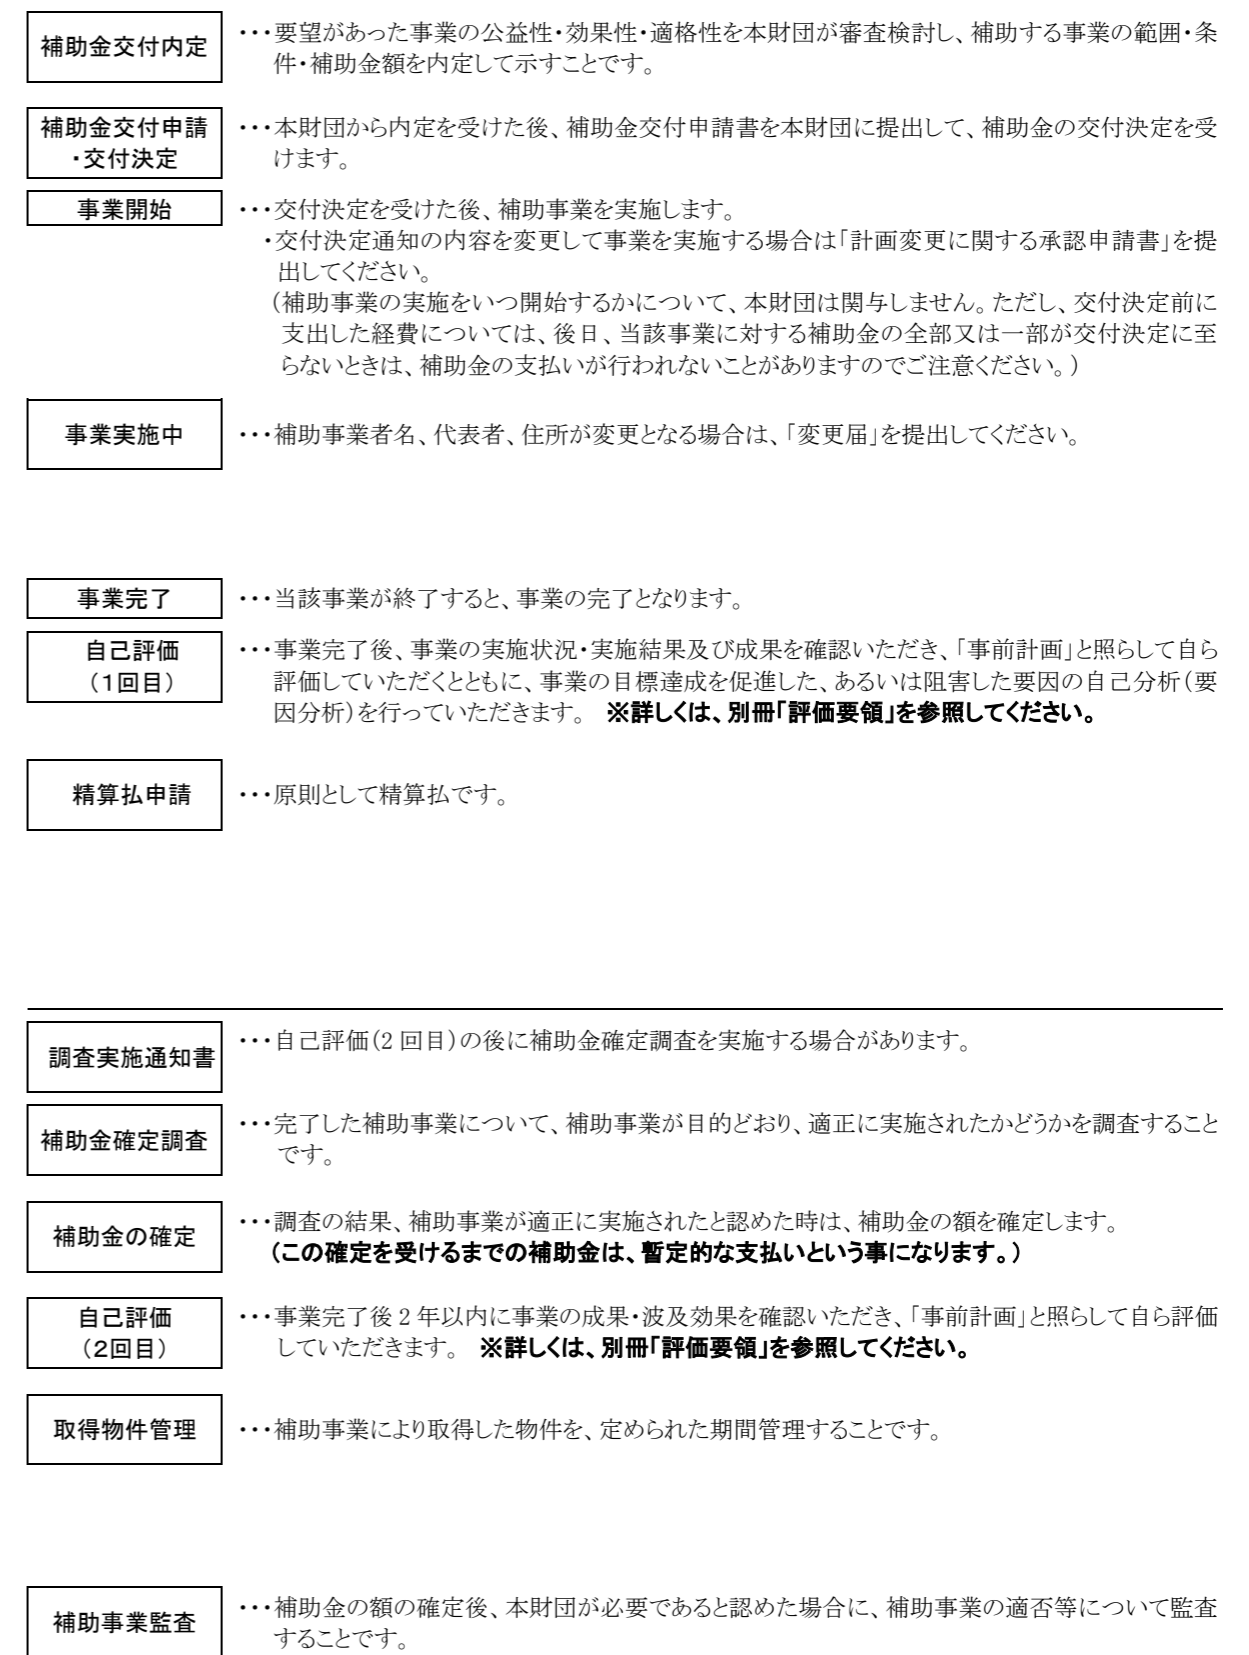 補助金交付内定
・・・要望があった事業の公益性・効果性・適格性を本財団が審査検討し、補助する事業の範囲・条
件・補助金額を内定して示すことです。
補助金交付申請
・交付決定
・・・本財団から内定を受けた後、補助金交付申請書を本財団に提出して、補助金の交付決定を受
けます。
事業開始
・・・交付決定を受けた後、補助事業を実施します。
・交付決定通知の内容を変更して事業を実施する場合は「計画変更に関する承認申請書」を提
出してください。
(補助事業の実施をいつ開始するかについて、本財団は関与しません。ただし、交付決定前に
支出した経費については、後日、当該事業に対する補助金の全部又は一部が交付決定に至
らないときは、補助金の支払いが行われないことがありますのでご注意ください。)
事業実施中
・・・補助事業者名、代表者、住所が変更となる場合は、「変更届」を提出してください。
事業完了
・・・当該事業が終了すると、事業の完了となります。
自己評価
(1回目)
・・・事業完了後、事業の実施状況・実施結果及び成果を確認いただき、「事前計画」と照らして自ら
評価していただくとともに、事業の目標達成を促進した、あるいは阻害した要因の自己分析(要
因分析)を行っていただきます。 ※詳しくは、別冊「評価要領」を参照してください。
精算払申請
・・・原則として精算払です。
調査実施通知書
・・・自己評価(2 回目)の後に補助金確定調査を実施する場合があります。
補助金確定調査
・・・完了した補助事業について、補助事業が目的どおり、適正に実施されたかどうかを調査すること
です。
補助金の確定
・・・調査の結果、補助事業が適正に実施されたと認めた時は、補助金の額を確定します。
(この確定を受けるまでの補助金は、暫定的な支払いという事になります。)
自己評価
(2回目)
・・・事業完了後 2 年以内に事業の成果・波及効果を確認いただき、「事前計画」と照らして自ら評価
していただきます。 ※詳しくは、別冊「評価要領」を参照してください。
取得物件管理
・・・補助事業により取得した物件を、定められた期間管理することです。
補助事業監査
・・・補助金の額の確定後、本財団が必要であると認めた場合に、補助事業の適否等について監査
することです。